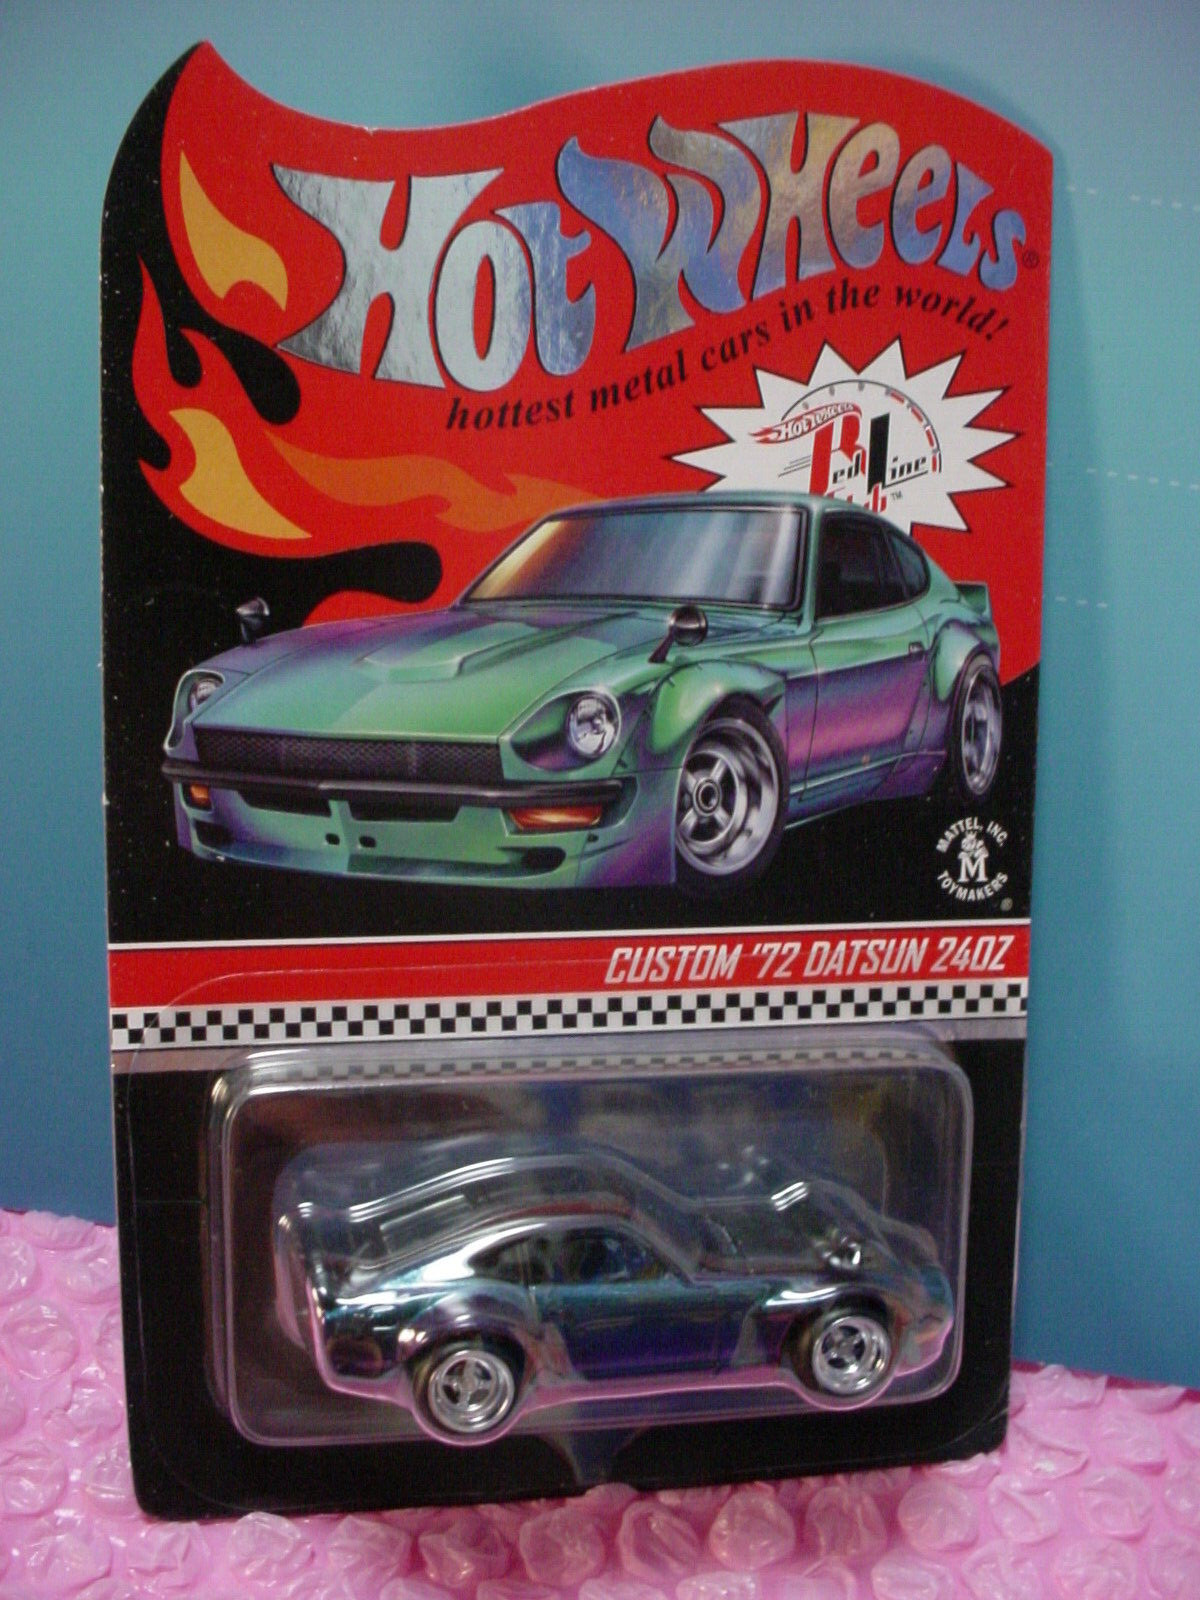 Hot Wheels®
hottest metal cars in the world!
Hot Wheels
Red Line
Club™
MATTEL, INC.
M
TOYMAKERS
®
CUSTOM '72 DATSUN 240Z